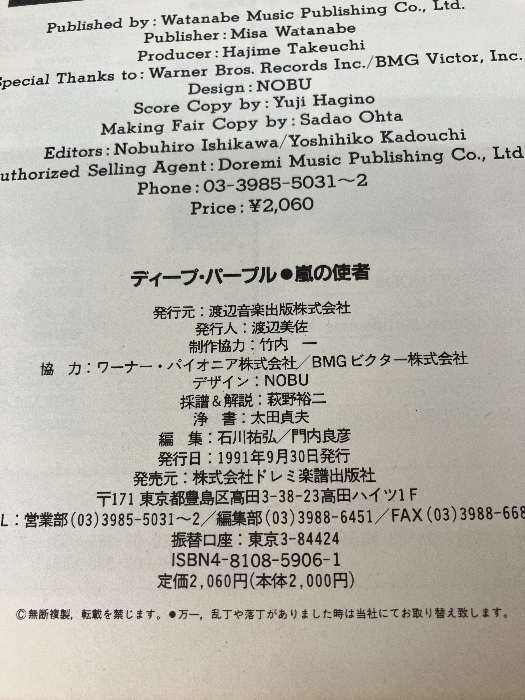 Published by : Watanabe Music Publishing Co., Ltd.
Publisher : Misa Watanabe
Producer : Hajime Takeuchi
Special Thanks to : Warner Bros. Records Inc./BMG Victor, Inc.
Design : NOBU
Score Copy by : Yuji Hagino
Making Fair Copy by : Sadao Ohta
Editors : Nobuhiro Ishikawa/Yoshihiko Kadouchi
uthorized Selling Agent : Doremi Music Publishing Co., Ltd
Phone : 03-3985-5031〜2
Price : ¥2,060
ディープ・パープル●嵐の使者
発行元：渡辺音楽出版株式会社
発行人：渡辺美佐
制作協力：竹内　一
協　力：ワーナー・パイオニア株式会社／BMGビクター株式会社
デザイン：NOBU
採譜＆解説：萩野裕二
浄　書：太田貞夫
編　集：石川祐弘／門内良彦
発行日：1991年9月30日発行
発売元：株式会社ドレミ楽譜出版社
〒171 東京都豊島区高田3-38-23高田ハイツ1F
L：営業部(03)3985-5031〜2／編集部(03)3988-6451／FAX(03)3988-668
振替口座：東京3-84424
ISBN4-8108-5906-1
定価2,060円(本体2,000円)
©無断複製，転載を禁じます。●万一，乱丁や落丁がありました時は当社にてお取り替え致します。